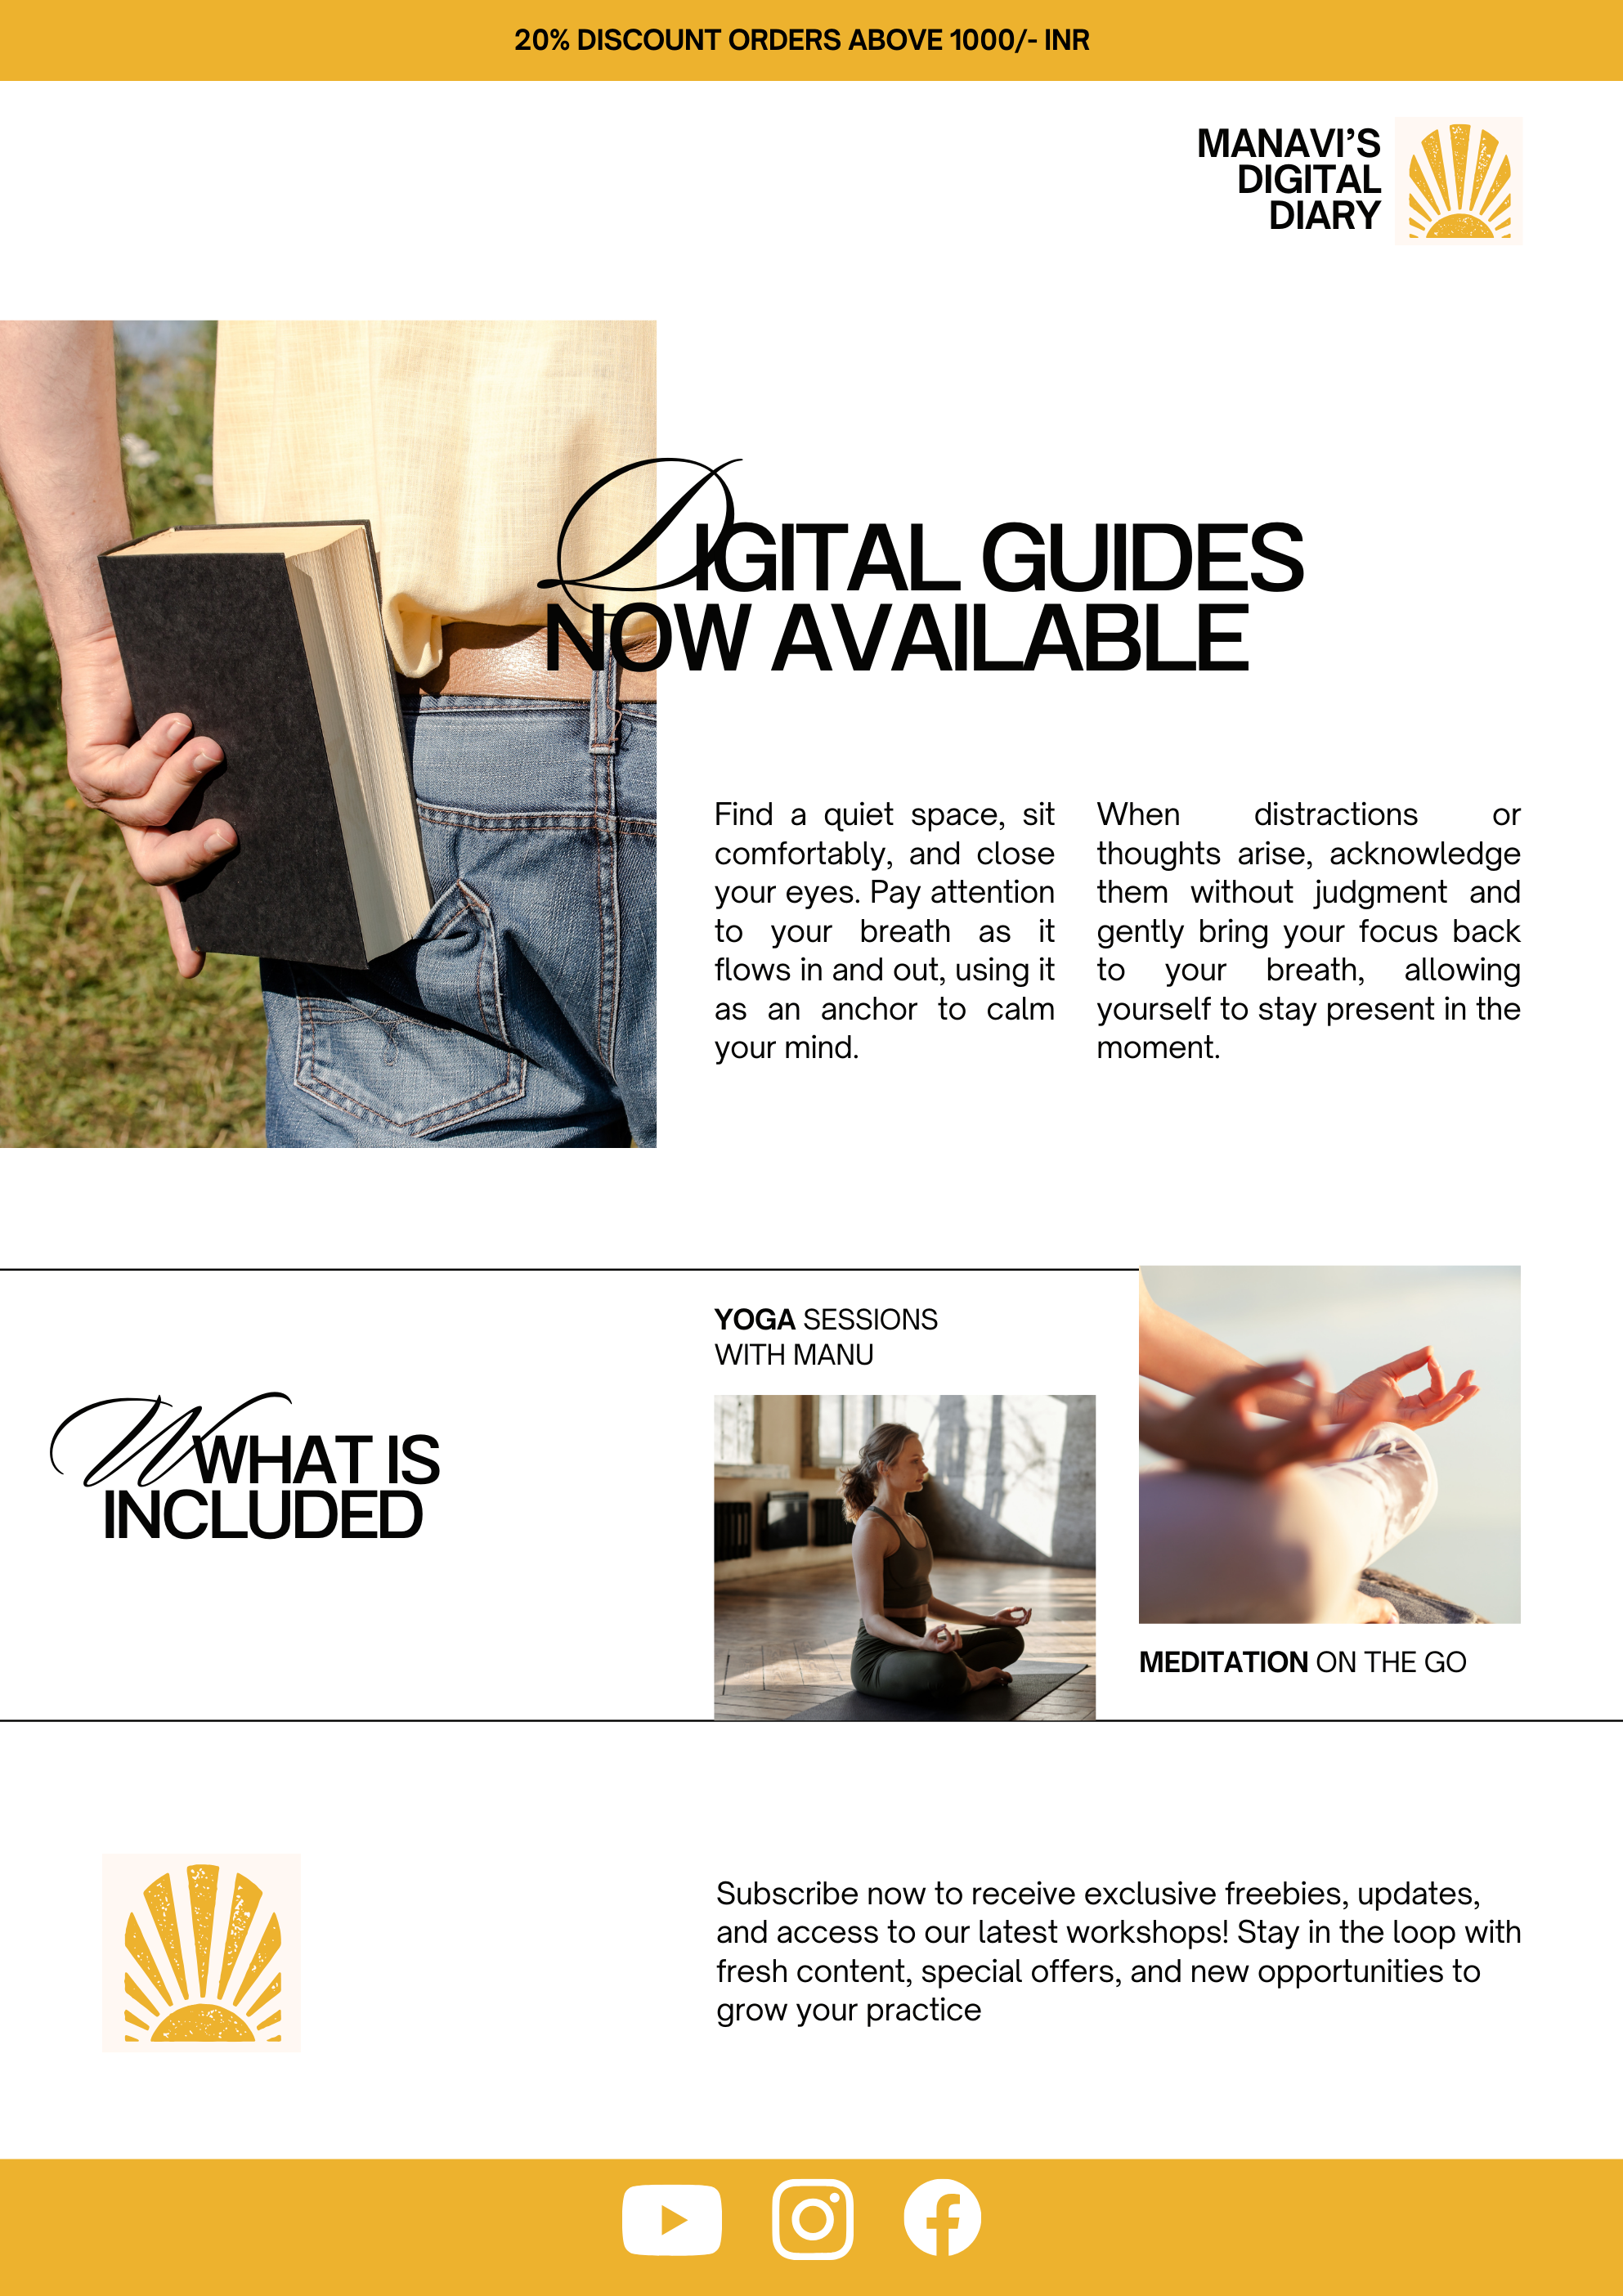 20% DISCOUNT ORDERS ABOVE 1000/- INR
MANAVI'S
DIGITAL
DIARY
DIGITAL GUIDES
NOW AVAILABLE
Find a quiet space, sit
comfortably, and close
your eyes. Pay attention
to your breath as it
flows in and out, using it
as an anchor to calm
your mind.
When distractions or
thoughts arise, acknowledge
them without judgment and
gently bring your focus back
to your breath, allowing
yourself to stay present in the
moment.
WWHAT IS
INCLUDED
YOGA SESSIONS
WITH MANU
MEDITATION ON THE GO
Subscribe now to receive exclusive freebies, updates,
and access to our latest workshops! Stay in the loop with
fresh content, special offers, and new opportunities to
grow your practice